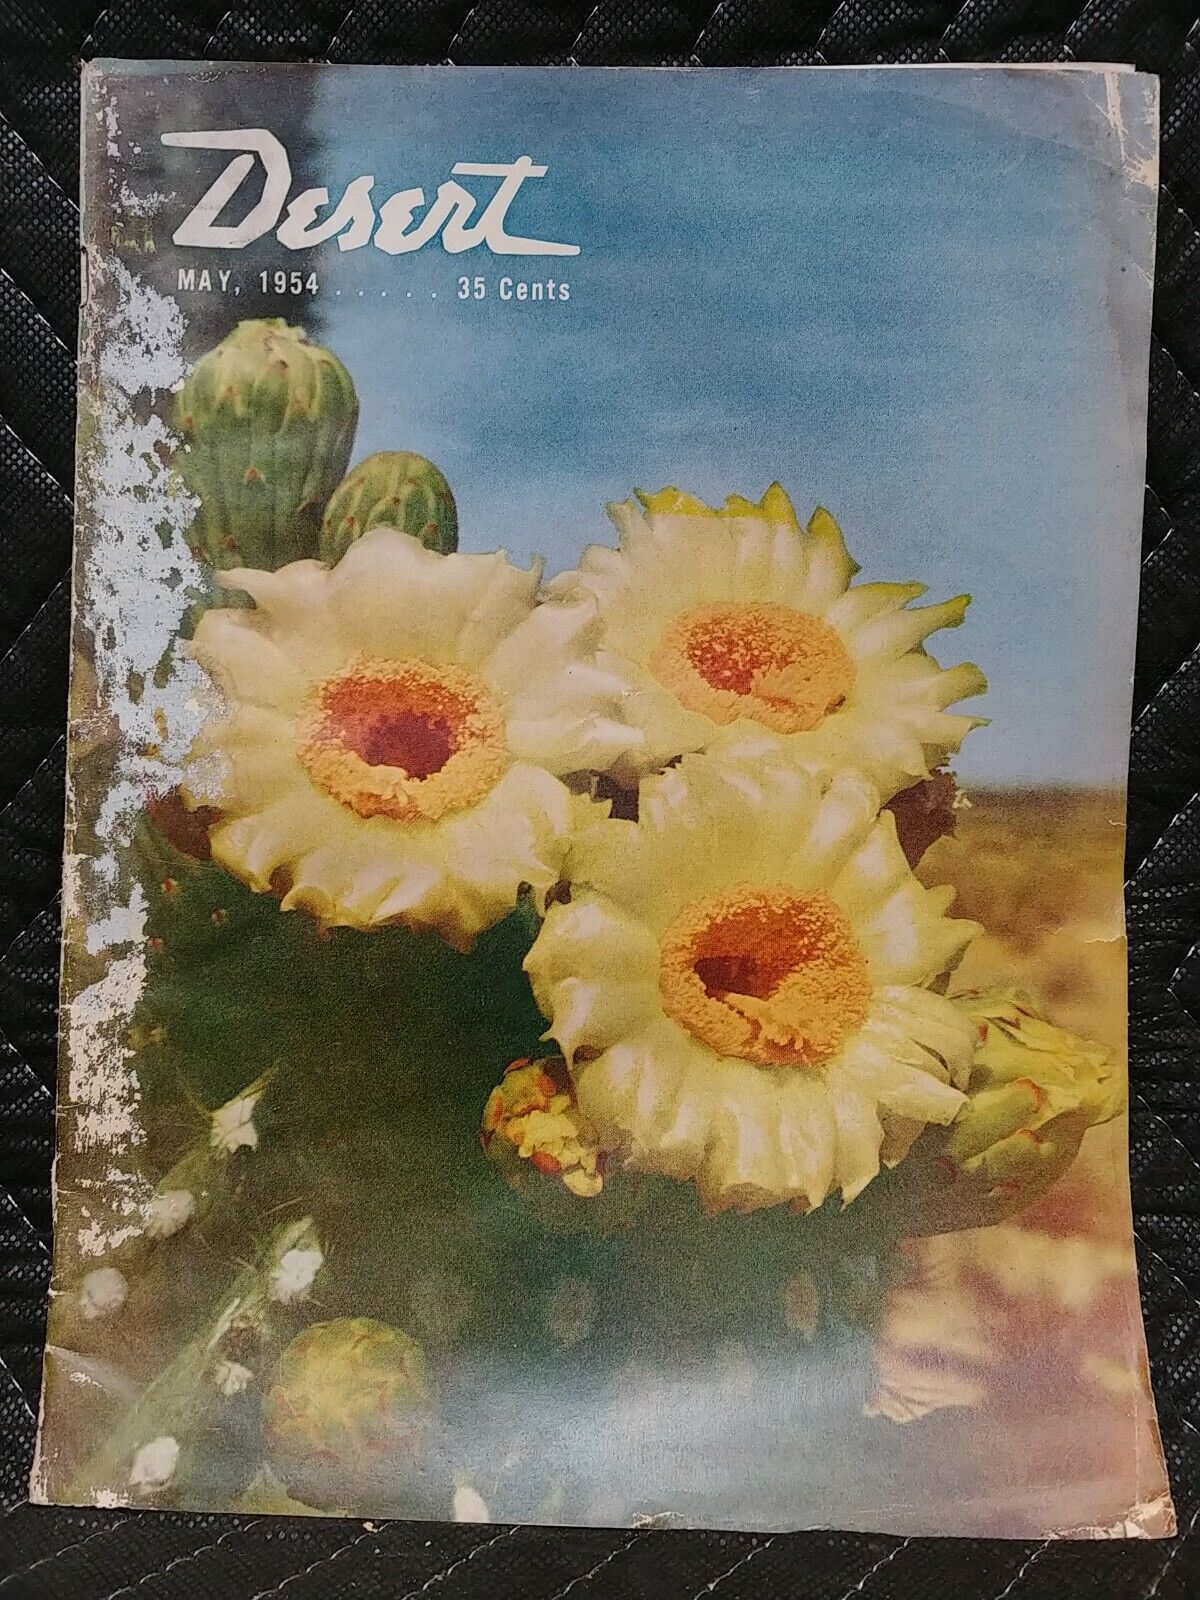 Desert
MAY, 1954 . . . . . 35 Cents